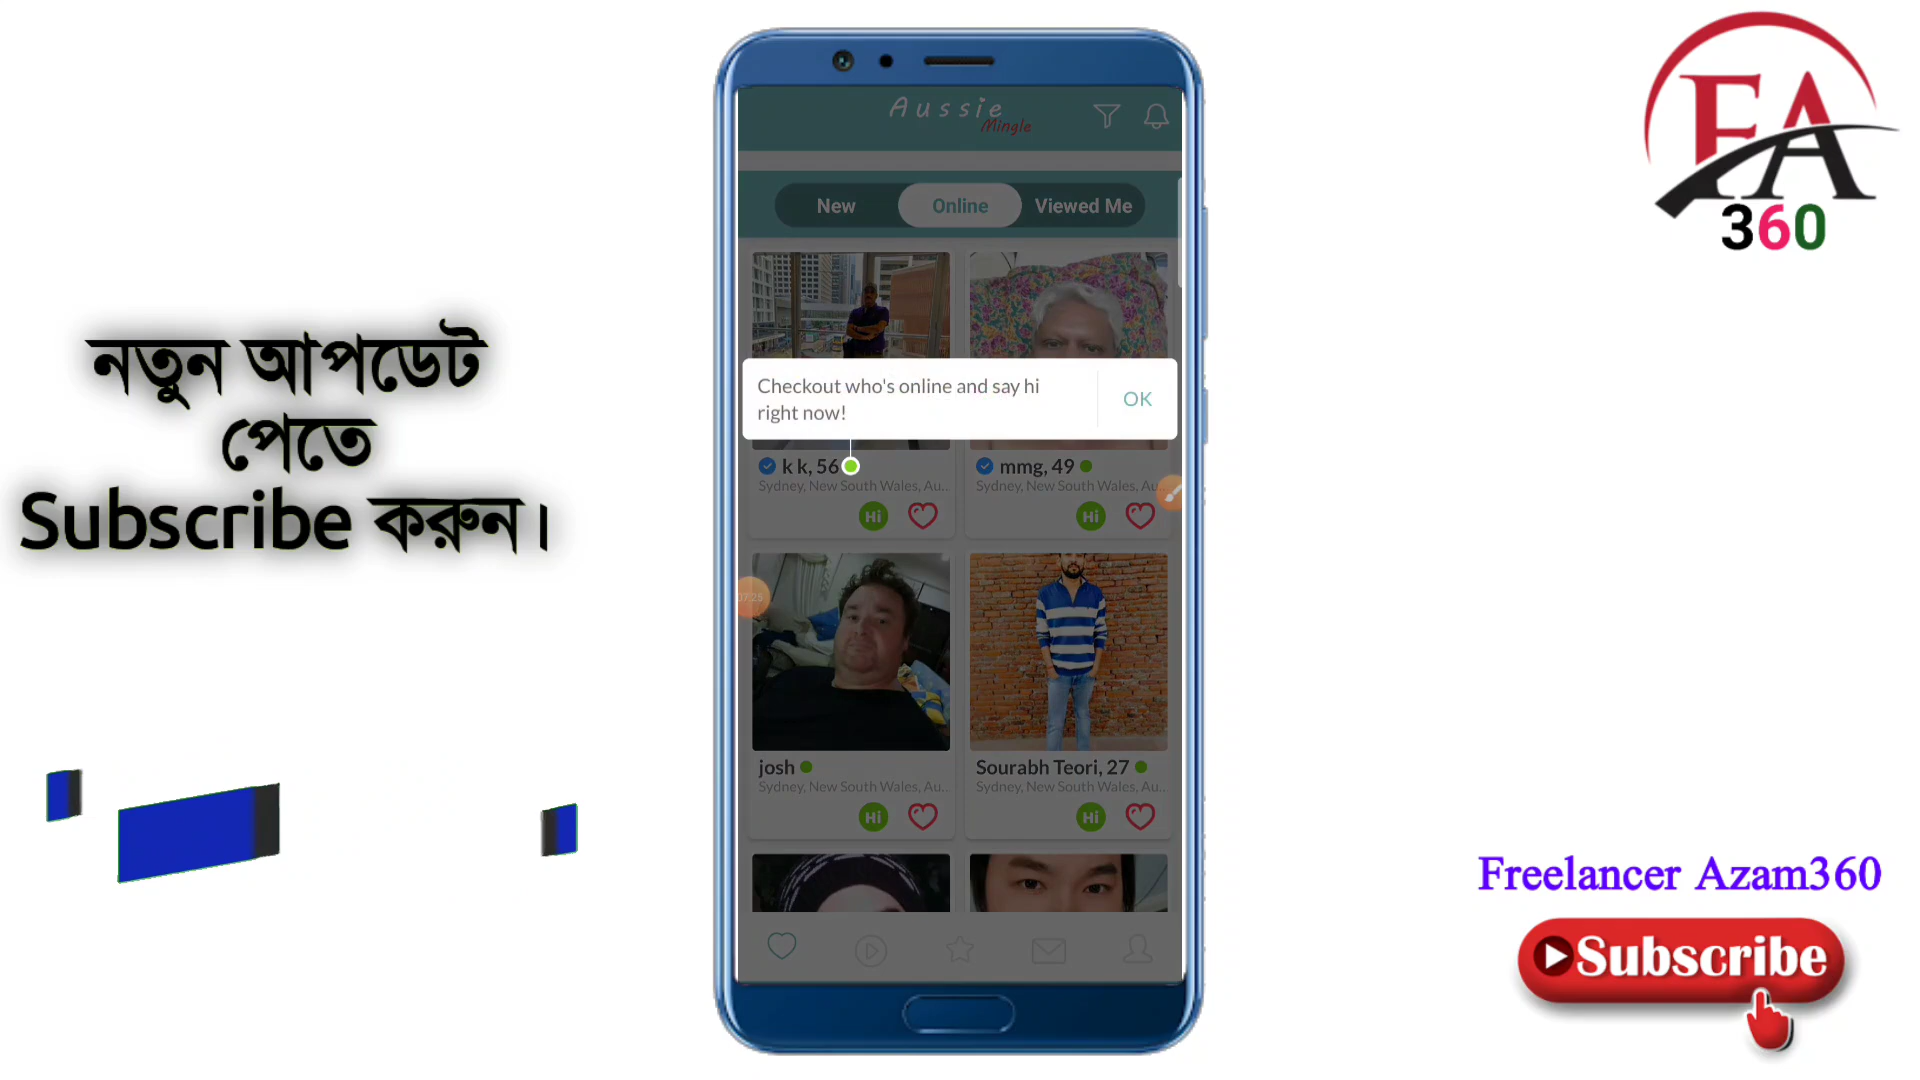 Aussie
Mingle
New
Online
Viewed Me
Checkout who's online and say hi
right now!
OK
k k, 56
Sydney, New South Wales, Au..
Hi
mmg, 49
Sydney, New South Wales, Au..
Hi
07:25
josh
Sydney, New South Wales, Au..
Hi
Sourabh Teori, 27
Sydney, New South Wales, Au..
Hi
নতুন আপডেট
পেতে
Subscribe করুন।
FA
360
Freelancer Azam360
Subscribe